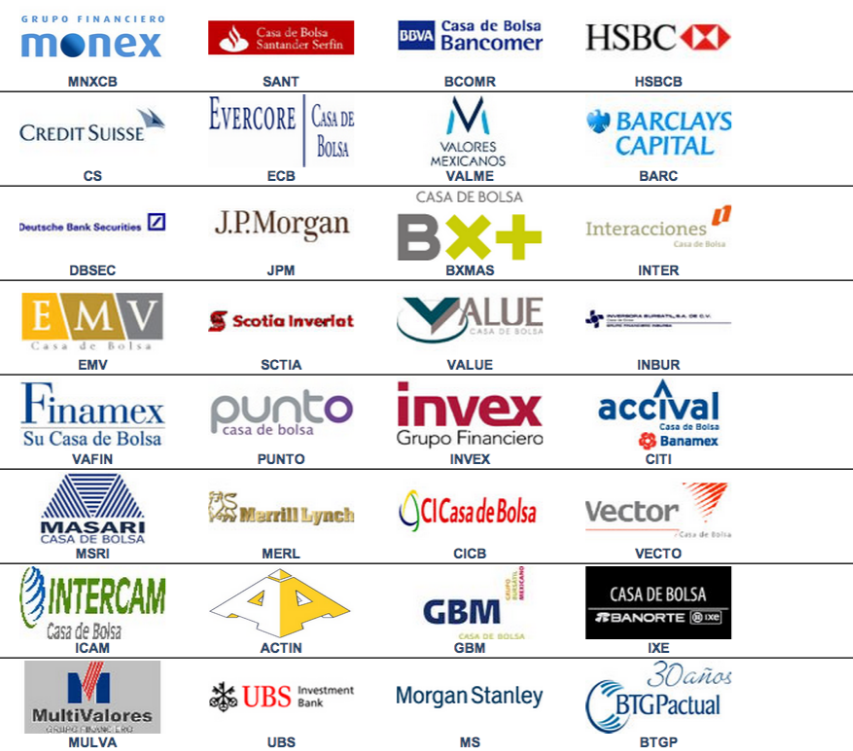 GRUPO FINANCIERO
monex
MNXCB
Casa de Bolsa
Santander Serfin
SANT
BBVA
Casa de Bolsa
Bancomer
BCOMR
HSBC
HSBCB
CREDIT SUISSE
CS
EVERCORE
CASA DE
BOLSA
ECB
VALORES
MEXICANOS
VALME
BARCLAYS
CAPITAL
BARC
Deutsche Bank Securities
DBSEC
J.P.Morgan
JPM
CASA DE BOLSA
BX+
BXMAS
Interacciones
Casa de Bolsa
INTER
EMV
Casa de Bolsa
EMV
Scotia Inverlat
SCTIA
VALUE
CASA DE BOLSA
VALUE
INVERSORA BURSATIL, S.A. DE C.V.
Casa de Bolsa
GRUPO FINANCIERO INBURSA
INBUR
Finamex
Su Casa de Bolsa
VAFIN
punto
casa de bolsa
PUNTO
invex
Grupo Financiero
INVEX
accival
Casa de Bolsa
Banamex
CITI
MASARI
CASA DE BOLSA
MSRI
Merrill Lynch
MERL
CI Casa de Bolsa
CICB
Vector
Casa de Bolsa
VECTO
INTERCAM
Casa de Bolsa
ICAM
ACTIN
GBM
GRUPO
BURSÁTIL
MEXICANO
CASA DE BOLSA
GBM
CASA DE BOLSA
BANORTE IXE
IXE
MultiValores
GRUPO FINANCIERO
MULVA
UBS
Investment
Bank
UBS
Morgan Stanley
MS
30 años
BTGPactual
BTGP